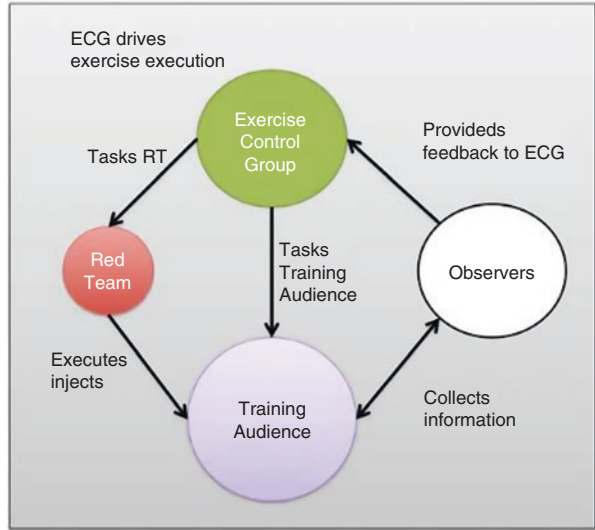 ECG drives
exercise execution
Exercise
Control
Group
Provideds
feedback to ECG
Tasks RT
Tasks
Training
Audience
Red
Team
Observers
Executes
injects
Training
Audience
Collects
information